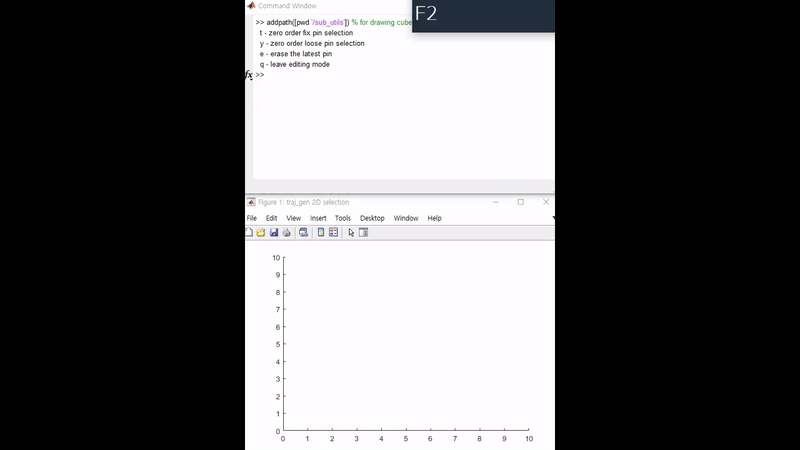 Command Window
F2
>> addpath([pwd '/sub_utils']) % for drawing cube
t - zero order fix pin selection
y - zero order loose pin selection
e - erase the latest pin
q - leave editing mode
fx >>
Figure 1: traj_gen 2D selection
File Edit View Insert Tools Desktop Window Help
10
9
8
7
6
5
4
3
2
1
0
0 1 2 3 4 5 6 7 8 9 10